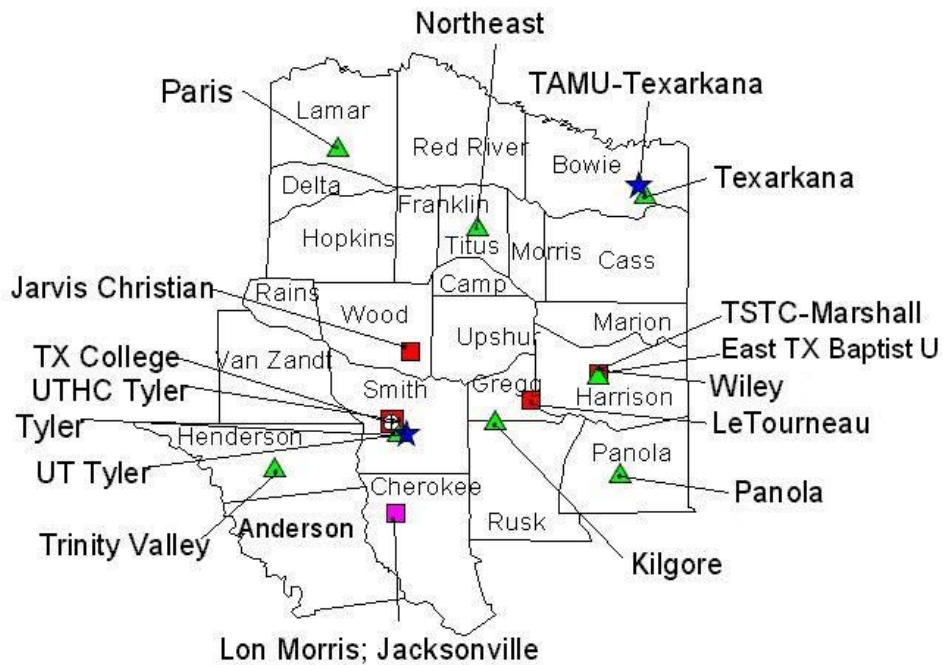 Northeast
TAMU-Texarkana
Paris
Lamar
Red River
Bowie
Texarkana
Delta
Franklin
Hopkins
Titus
Morris
Cass
Camp
Jarvis Christian
Rains
Wood
Upshur
Marion
TSTC-Marshall
TX College
Van Zandt
East TX Baptist U
UTHC Tyler
Smith
Gregg
Harrison
Wiley
LeTourneau
Tyler
Henderson
UT Tyler
Panola
Panola
Cherokee
Trinity Valley
Anderson
Rusk
Kilgore
Lon Morris; Jacksonville